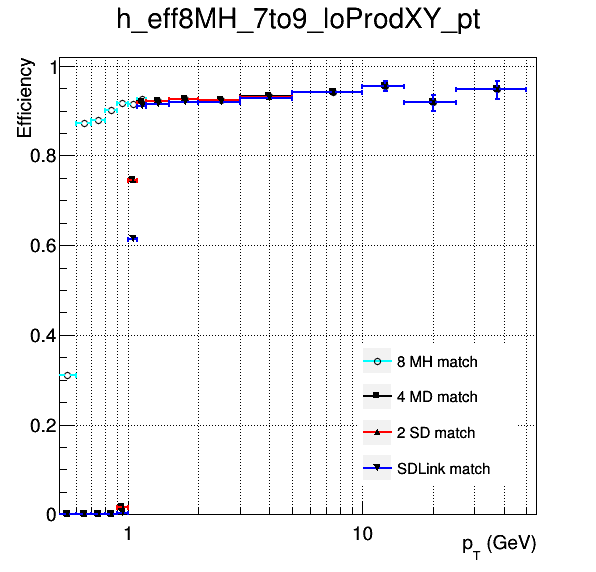 h_eff8MH_7to9_loProdXY_pt
Efficiency
1
0.8
0.6
0.4
0.2
0
8 MH match
4 MD match
2 SD match
SDLink match
1
10
p_T (GeV)